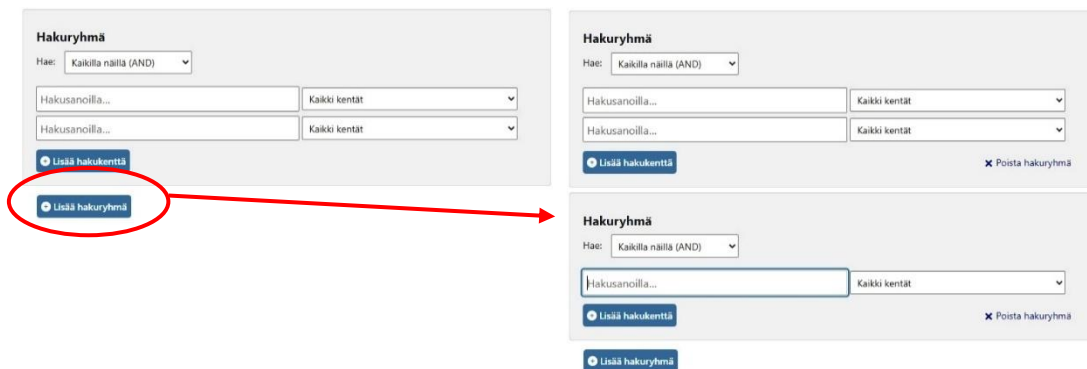 Hakuryhmä
Hae: Kaikilla näillä (AND)
Hakusanoilla... Kaikki kentät
Hakusanoilla... Kaikki kentät
Lisää hakukenttä
Lisää hakuryhmä
Hakuryhmä
Hae: Kaikilla näillä (AND)
Hakusanoilla... Kaikki kentät
Hakusanoilla... Kaikki kentät
Lisää hakukenttä Poista hakuryhmä
Hakuryhmä
Hae: Kaikilla näillä (AND)
Hakusanoilla... Kaikki kentät
Lisää hakukenttä Poista hakuryhmä
Lisää hakuryhmä